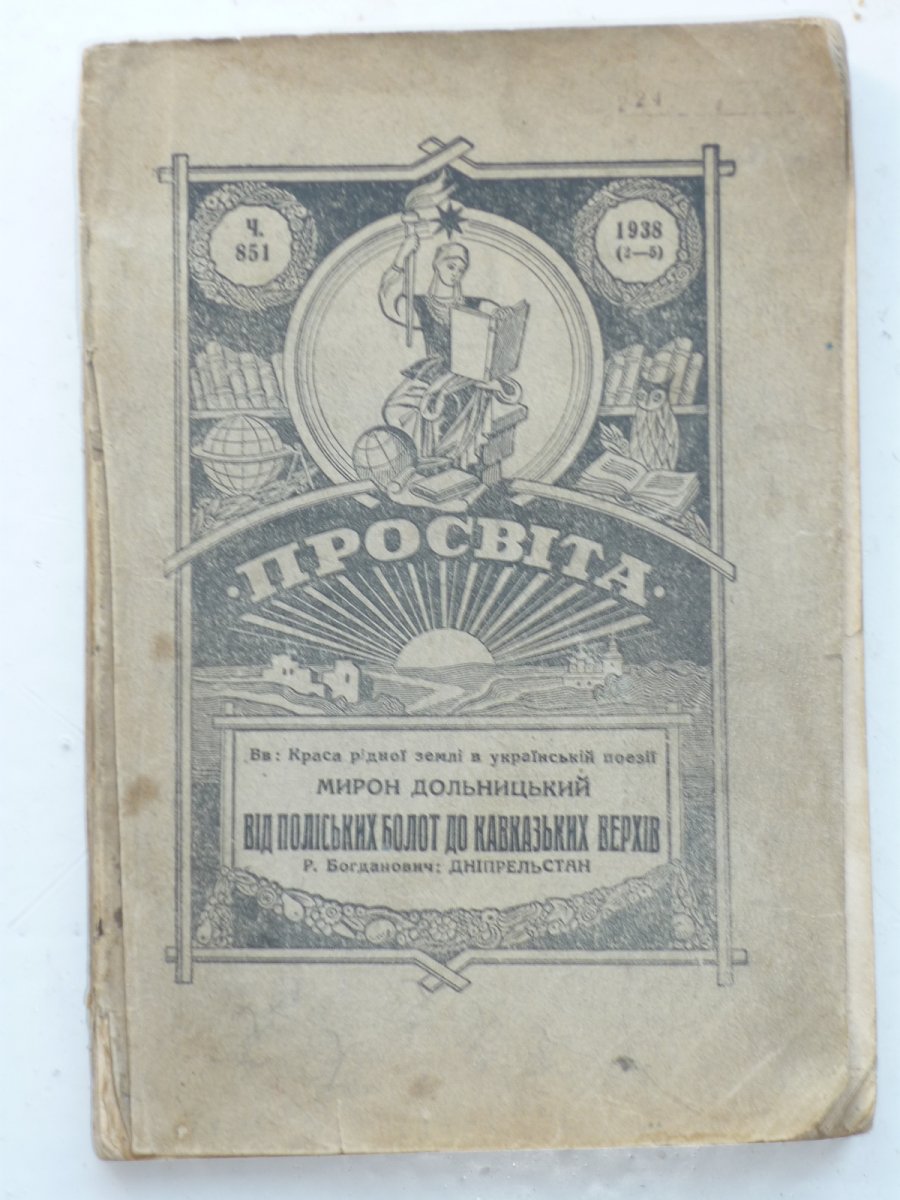 24
Ч.
851
1938
(2—5)
·ПРОСВІТА·
Вв: Краса рідної землі в українській поезії
МИРОН ДОЛЬНИЦЬКИЙ
ВІД ПОЛІСЬКИХ БОЛОТ ДО КАВКАЗЬКИХ ВЕРХІВ
Р. Богданович: ДНІПРЕЛЬСТАН